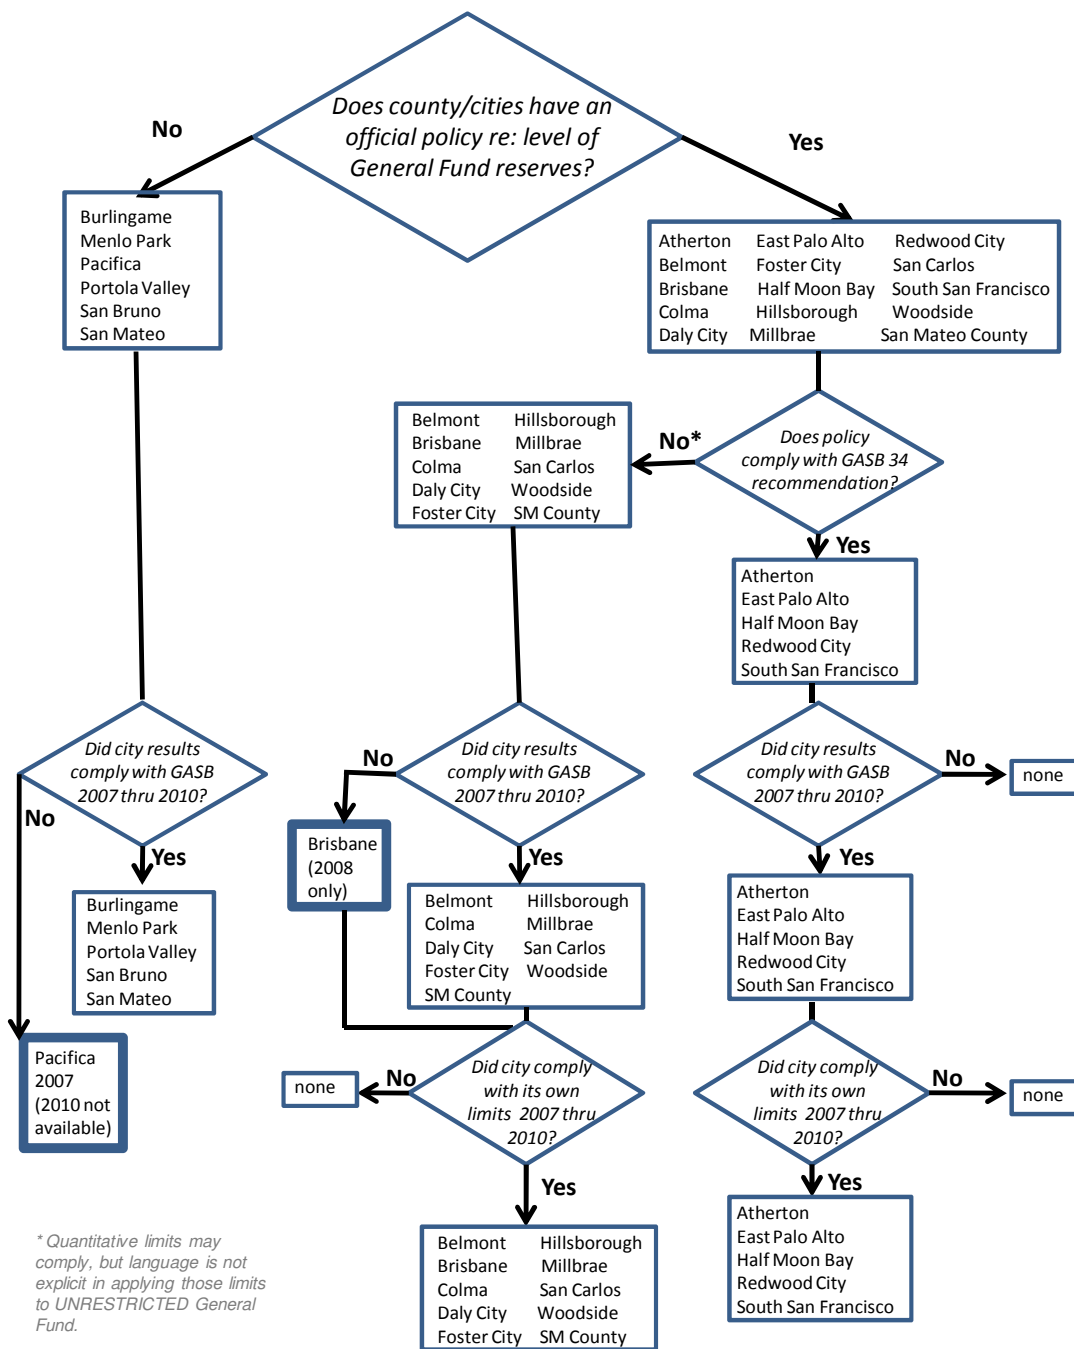 Does county/cities have an
official policy re: level of
General Fund reserves?
No
Yes
Burlingame
Menlo Park
Pacifica
Portola Valley
San Bruno
San Mateo
Atherton East Palo Alto Redwood City
Belmont Foster City San Carlos
Brisbane Half Moon Bay South San Francisco
Colma Hillsborough Woodside
Daly City Millbrae San Mateo County
Does policy
comply with GASB 34
recommendation?
No*
Yes
Belmont Hillsborough
Brisbane Millbrae
Colma San Carlos
Daly City Woodside
Foster City SM County
Atherton
East Palo Alto
Half Moon Bay
Redwood City
South San Francisco
Did city results
comply with GASB
2007 thru 2010?
No
Yes
Burlingame
Menlo Park
Portola Valley
San Bruno
San Mateo
Pacifica
2007
(2010 not
available)
Did city results
comply with GASB
2007 thru 2010?
No
Yes
Brisbane
(2008
only)
Belmont Hillsborough
Colma Millbrae
Daly City San Carlos
Foster City Woodside
SM County
Did city results
comply with GASB
2007 thru 2010?
No
none
Yes
Atherton
East Palo Alto
Half Moon Bay
Redwood City
South San Francisco
Did city comply
with its own
limits 2007 thru
2010?
No
none
Yes
Belmont Hillsborough
Brisbane Millbrae
Colma San Carlos
Daly City Woodside
Foster City SM County
Did city comply
with its own
limits 2007 thru
2010?
No
none
Yes
Atherton
East Palo Alto
Half Moon Bay
Redwood City
South San Francisco
* Quantitative limits may
comply, but language is not
explicit in applying those limits
to UNRESTRICTED General
Fund.